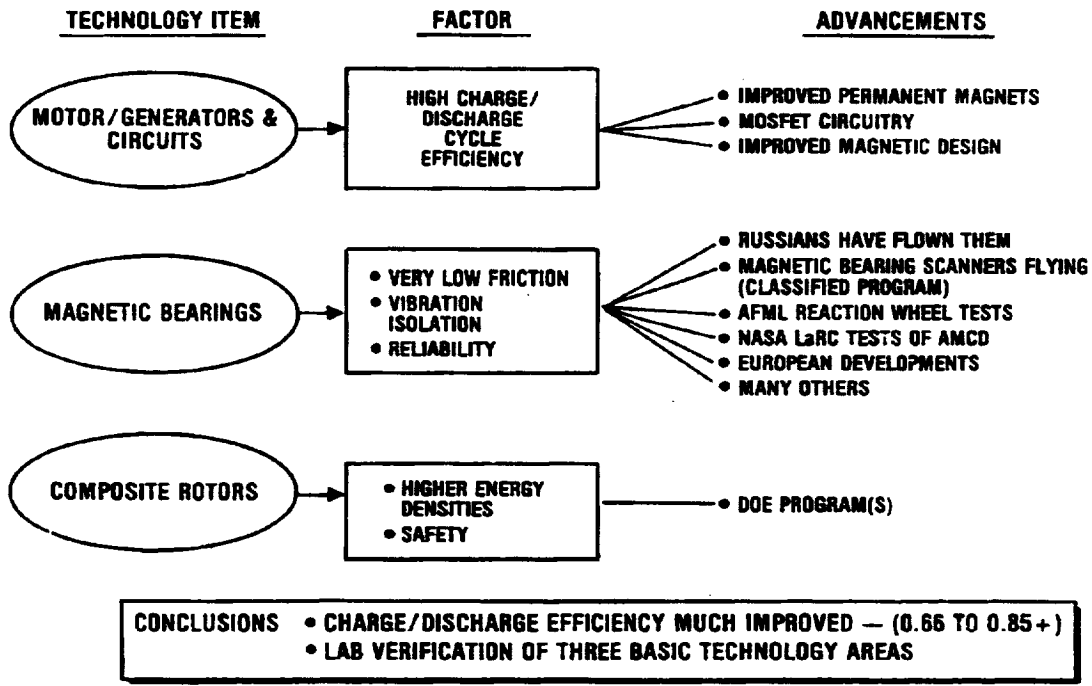 TECHNOLOGY ITEM
FACTOR
ADVANCEMENTS
MOTOR/GENERATORS &
CIRCUITS
HIGH CHARGE/
DISCHARGE
CYCLE
EFFICIENCY
• IMPROVED PERMANENT MAGNETS
• MOSFET CIRCUITRY
• IMPROVED MAGNETIC DESIGN
MAGNETIC BEARINGS
• VERY LOW FRICTION
• VIBRATION
ISOLATION
• RELIABILITY
• RUSSIANS HAVE FLOWN THEM
• MAGNETIC BEARING SCANNERS FLYING
(CLASSIFIED PROGRAM)
• AFML REACTION WHEEL TESTS
• NASA LaRC TESTS OF AMCD
• EUROPEAN DEVELOPMENTS
• MANY OTHERS
COMPOSITE ROTORS
• HIGHER ENERGY
DENSITIES
• SAFETY
• DOE PROGRAM(S)
CONCLUSIONS • CHARGE/DISCHARGE EFFICIENCY MUCH IMPROVED — (0.66 TO 0.85+)
• LAB VERIFICATION OF THREE BASIC TECHNOLOGY AREAS